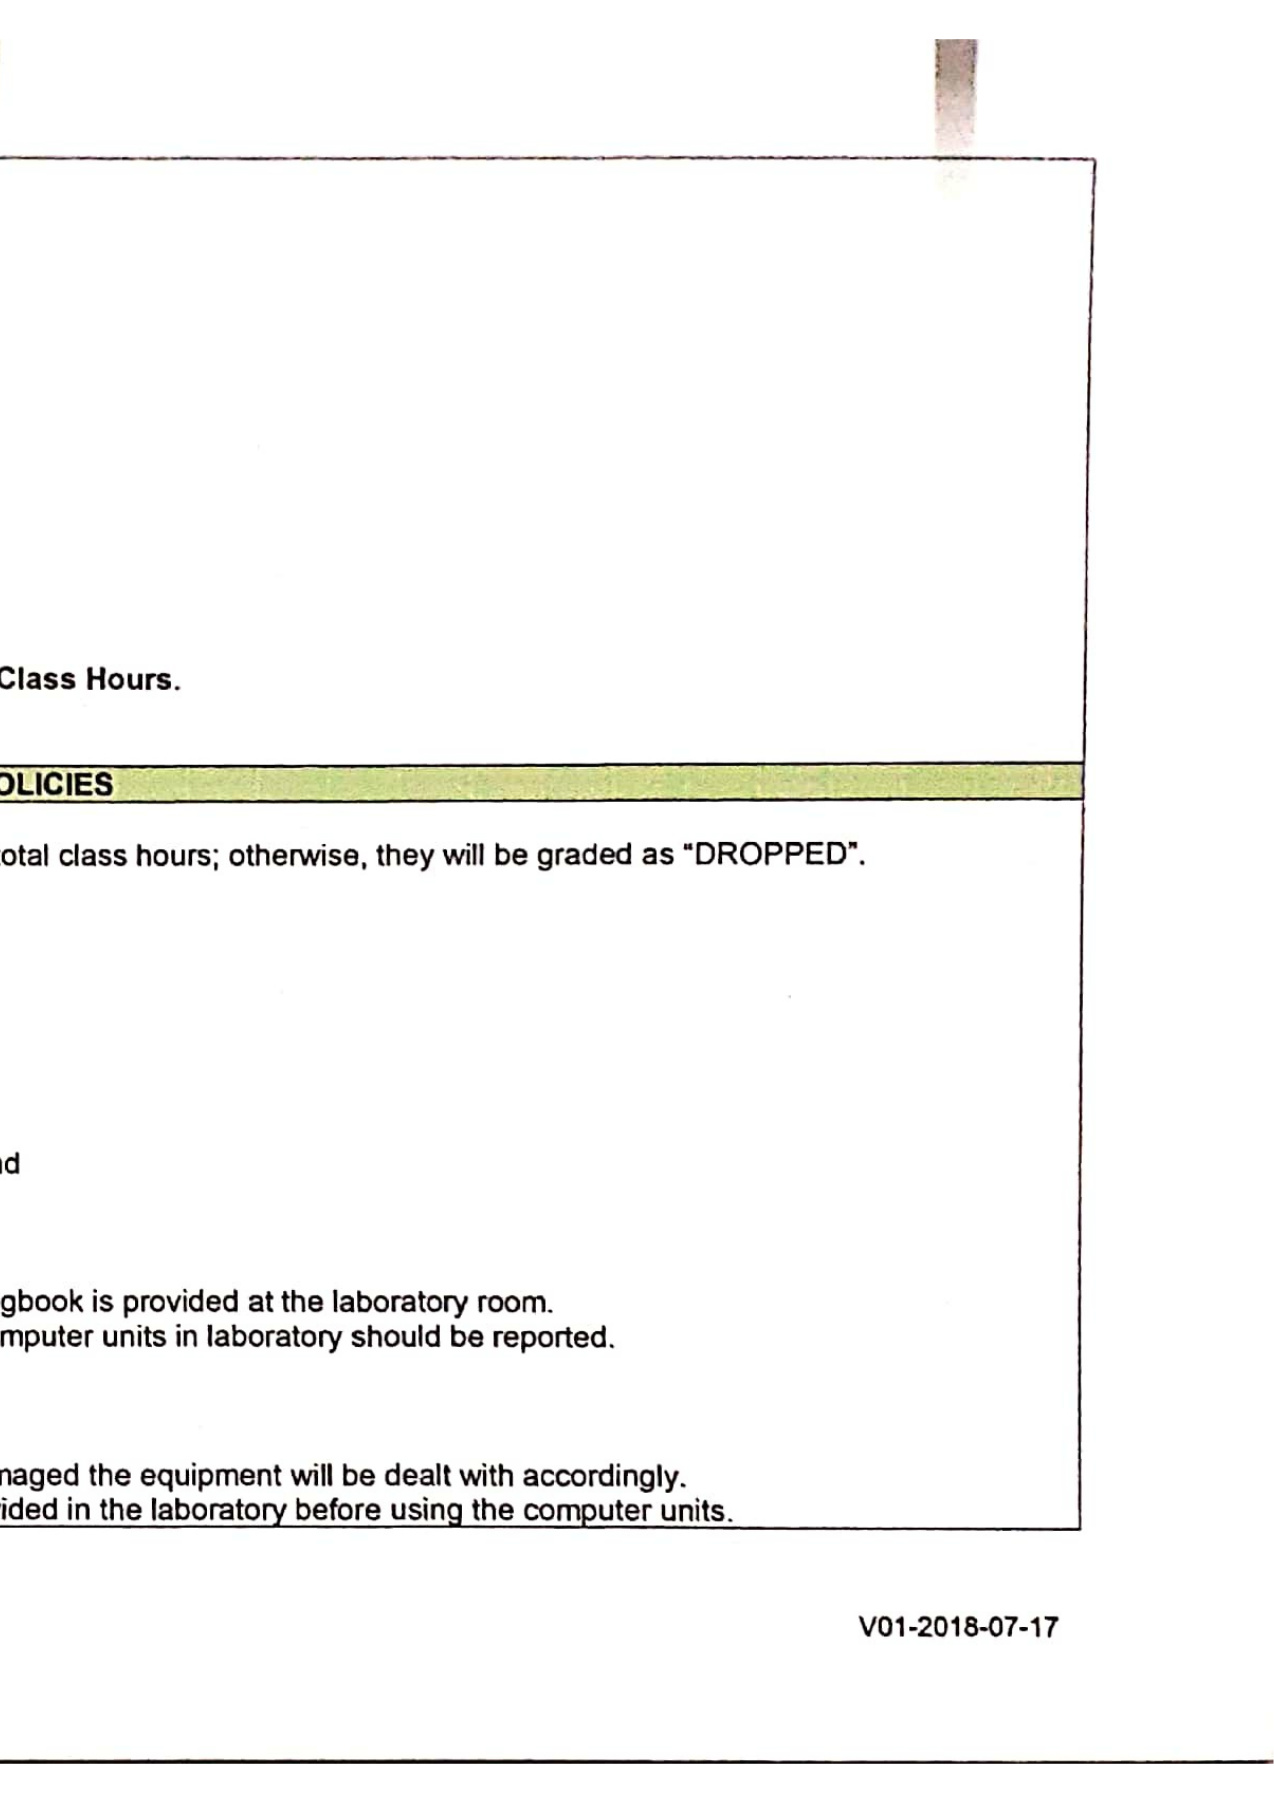 Class Hours.
OLICIES
otal class hours; otherwise, they will be graded as "DROPPED".
nd
gbook is provided at the laboratory room.
mputer units in laboratory should be reported.
naged the equipment will be dealt with accordingly.
ided in the laboratory before using the computer units.
V01-2018-07-17